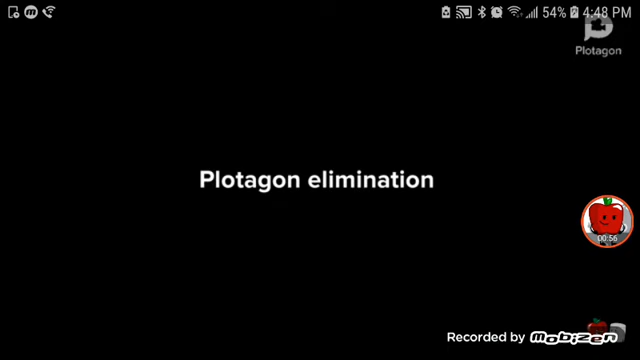 54% 4:48 PM
Plotagon
Plotagon elimination
00:56
Recorded by mobizen